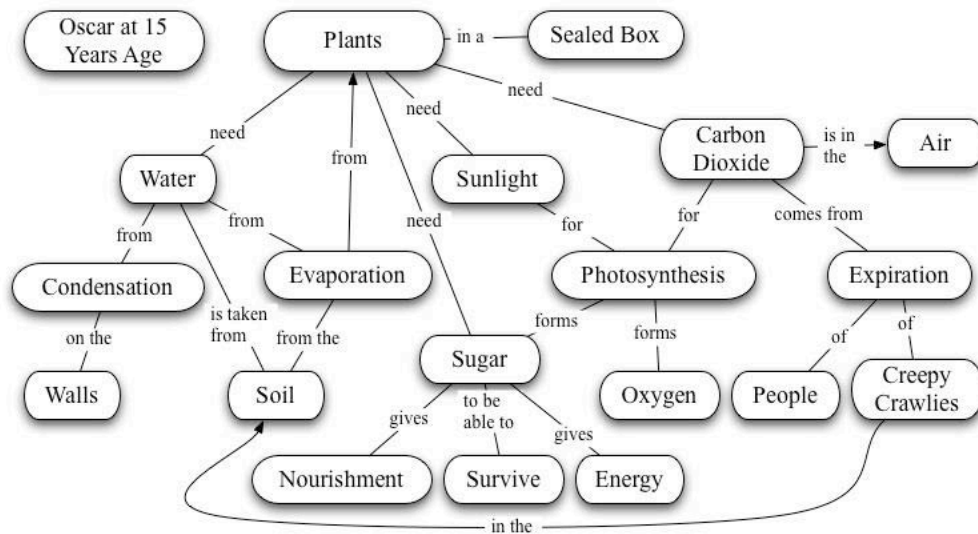 Oscar at 15
Years Age
Plants
in a
Sealed Box
need
need
need
from
need
Carbon
Dioxide
is in
the
Air
Water
Sunlight
from
from
need
for
for
comes from
Condensation
Evaporation
Photosynthesis
Expiration
on the
is taken
from
from the
forms
forms
of
of
Walls
Soil
Sugar
Oxygen
People
Creepy
Crawlies
gives
to be
able to
gives
Nourishment
Survive
Energy
in the